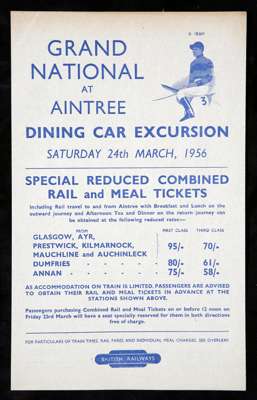 GRAND
NATIONAL
AT
AINTREE
DINING CAR EXCURSION
SATURDAY 24th MARCH, 1956
SPECIAL REDUCED COMBINED
RAIL and MEAL TICKETS
Including Rail travel to and from Aintree with Breakfast and Lunch on the
outward journey and Afternoon Tea and Dinner on the return journey can
be obtained at the following reduced rates—
FROM FIRST CLASS THIRD CLASS
GLASGOW, AYR,
PRESTWICK, KILMARNOCK, 95/- 70/-
MAUCHLINE and AUCHINLECK
DUMFRIES - - - - 80/- 61/-
ANNAN - - - - - 75/- 58/-
AS ACCOMMODATION ON TRAIN IS LIMITED, PASSENGERS ARE ADVISED
TO OBTAIN THEIR RAIL AND MEAL TICKETS IN ADVANCE AT THE
STATIONS SHOWN ABOVE.
Passengers purchasing Combined Rail and Meal Tickets on or before 12 noon on
Friday 23rd March will have a seat specially reserved for them in both directions
free of charge.
FOR PARTICULARS OF TRAIN TIMES, RAIL FARES AND INDIVIDUAL MEAL CHARGES, SEE OVERLEAF
BRITISH RAILWAYS